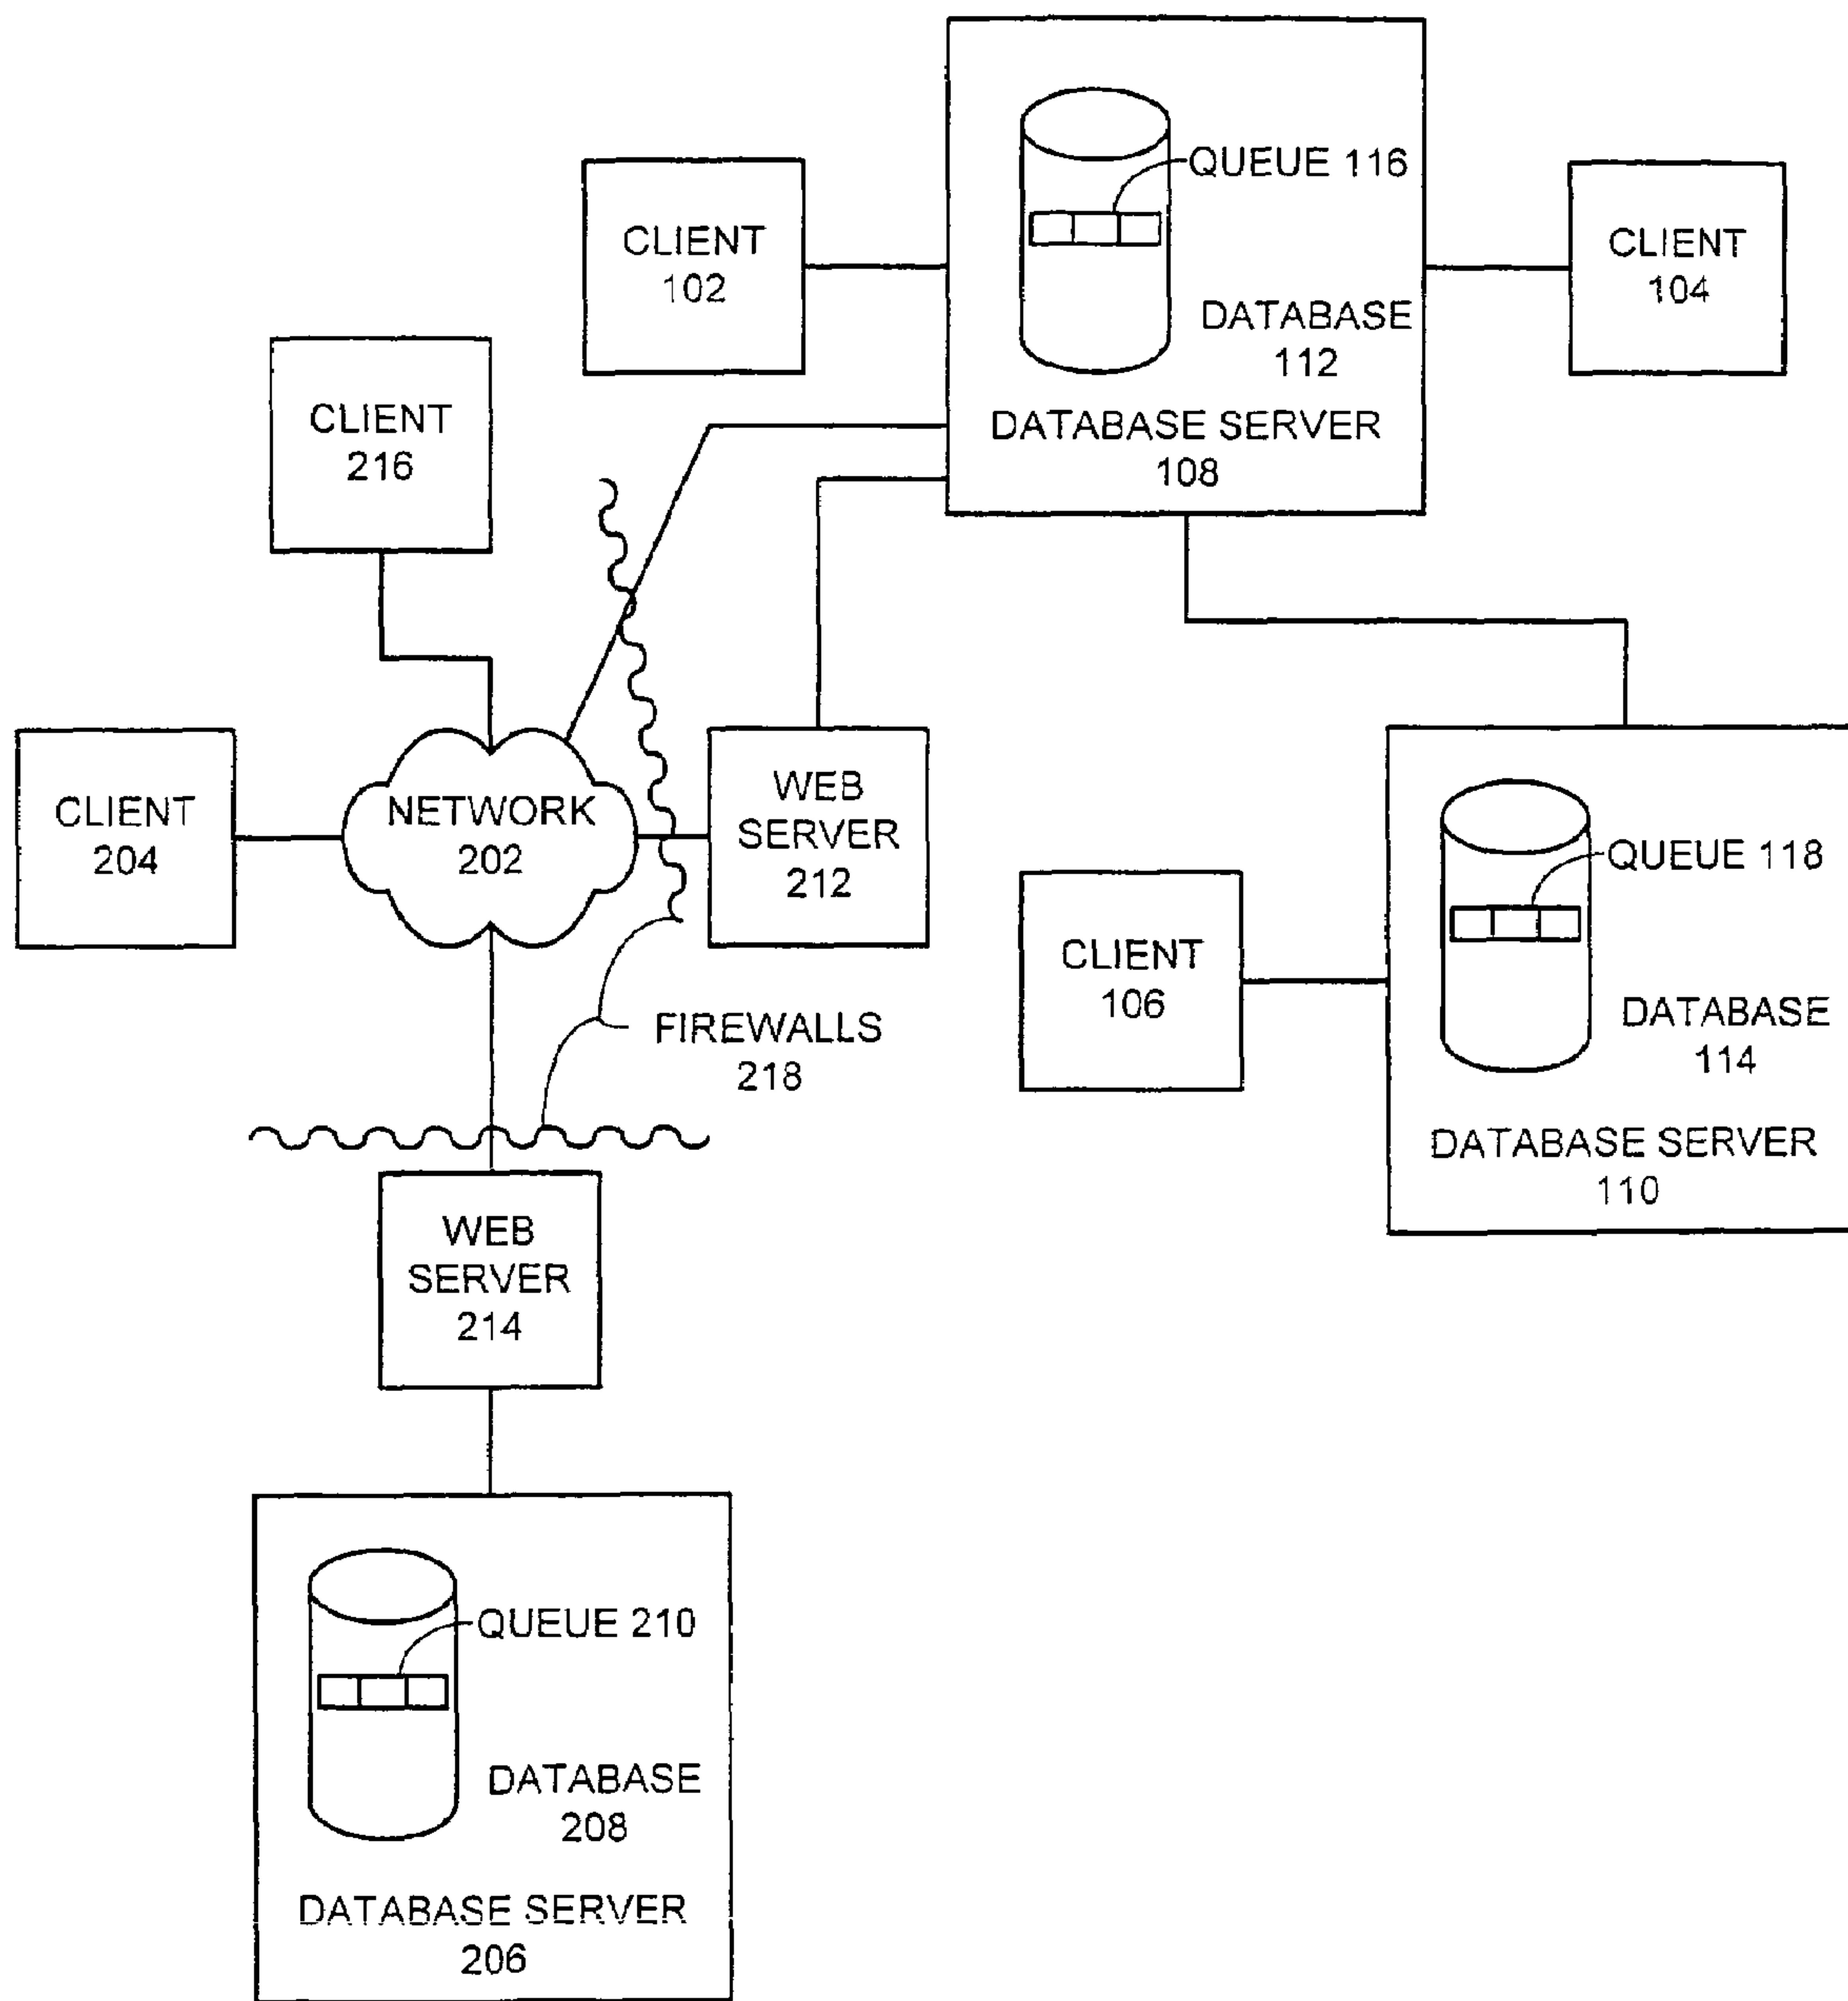 QUEUE 116
CLIENT
102
CLIENT
104
DATABASE
112
DATABASE SERVER
108
CLIENT
216
CLIENT
204
NETWORK
202
WEB
SERVER
212
QUEUE 118
CLIENT
106
DATABASE
114
DATABASE SERVER
110
FIREWALLS
218
WEB
SERVER
214
QUEUE 210
DATABASE
208
DATABASE SERVER
206